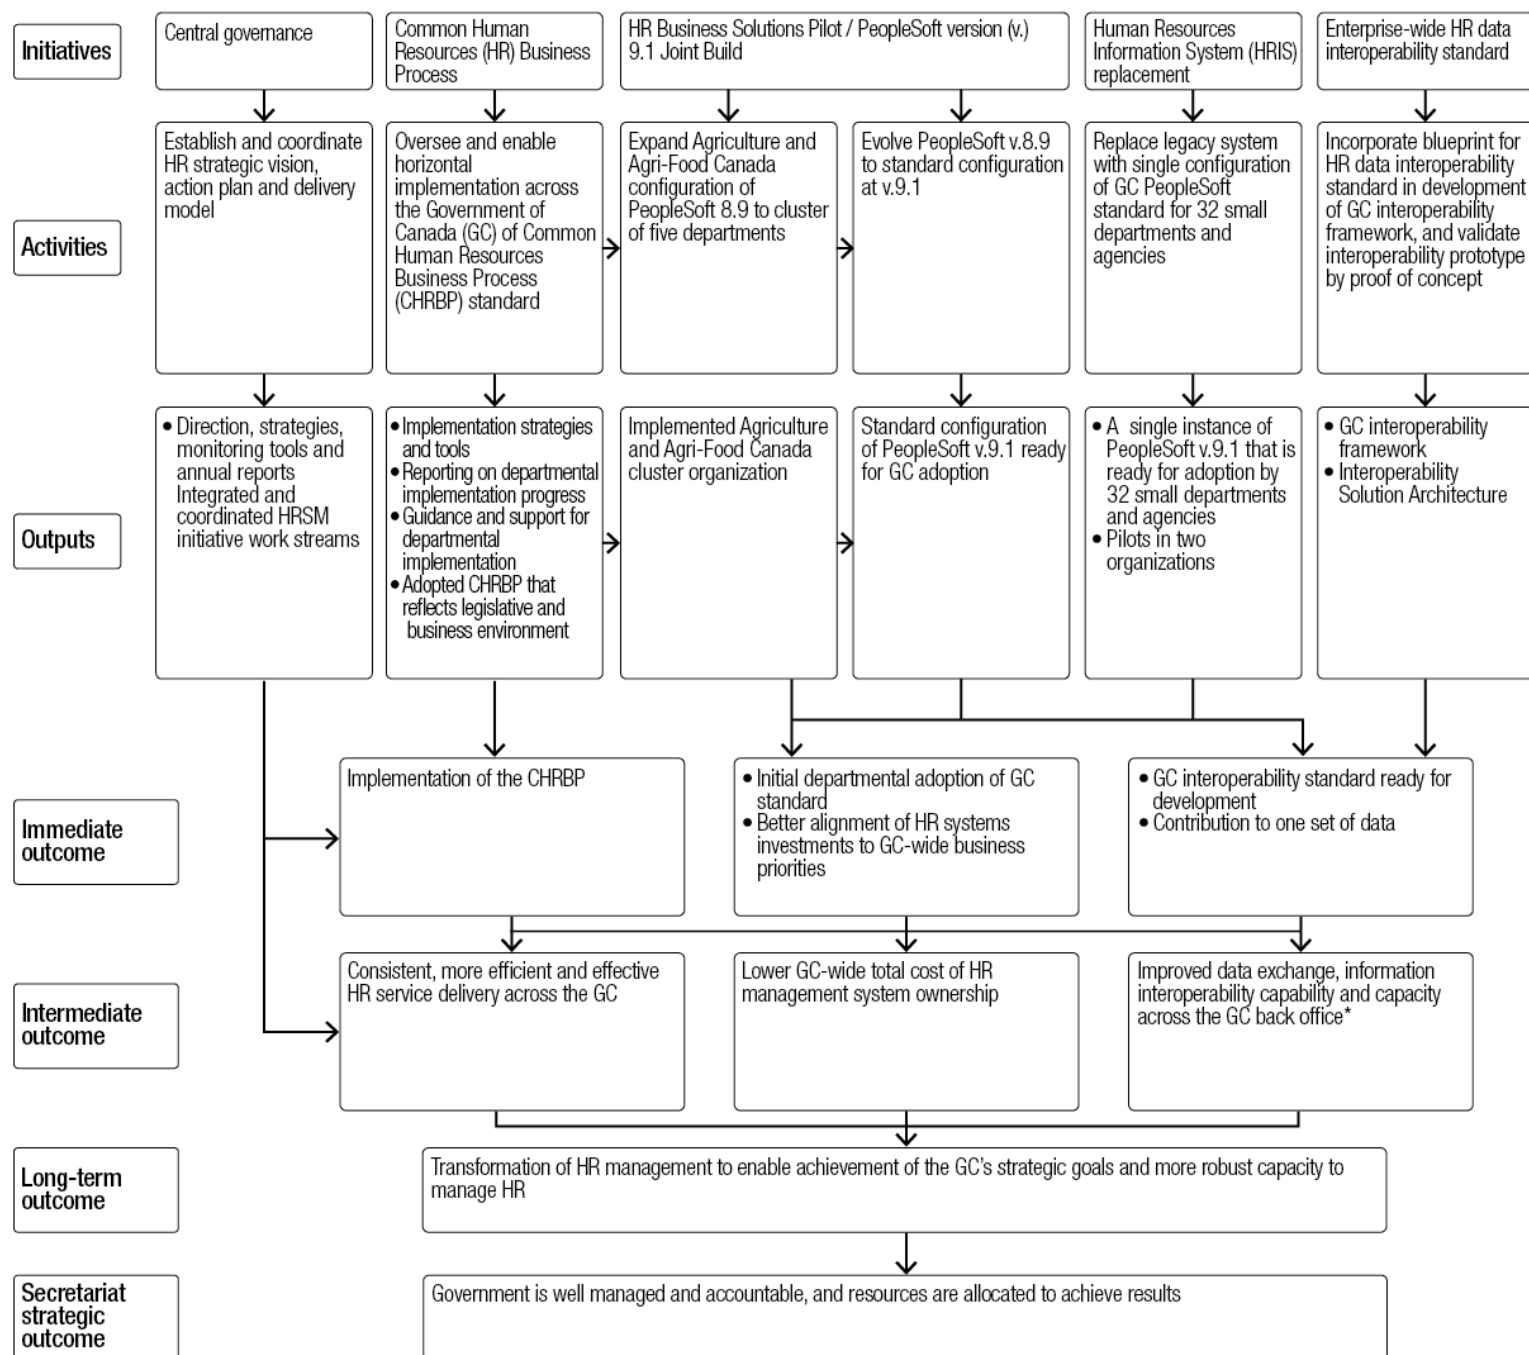 Initiatives
Central governance
Common Human
Resources (HR) Business
Process
HR Business Solutions Pilot / PeopleSoft version (v.)
9.1 Joint Build
Human Resources
Information System (HRIS)
replacement
Enterprise-wide HR data
interoperability standard
Activities
Establish and coordinate
HR strategic vision,
action plan and delivery
model
Oversee and enable
horizontal
implementation across
the Government of
Canada (GC) of Common
Human Resources
Business Process
(CHRBP) standard
Expand Agriculture and
Agri-Food Canada
configuration of
PeopleSoft 8.9 to cluster
of five departments
Evolve PeopleSoft v.8.9
to standard configuration
at v.9.1
Replace legacy system
with single configuration
of GC PeopleSoft
standard for 32 small
departments and
agencies
Incorporate blueprint for
HR data interoperability
standard in development
of GC interoperability
framework, and validate
interoperability prototype
by proof of concept
Outputs
• Direction, strategies,
monitoring tools and
annual reports
Integrated and
coordinated HRSM
initiative work streams
• Implementation strategies
and tools
• Reporting on departmental
implementation progress
• Guidance and support for
departmental
implementation
• Adopted CHRBP that
reflects legislative and
business environment
Implemented Agriculture
and Agri-Food Canada
cluster organization
Standard configuration
of PeopleSoft v.9.1 ready
for GC adoption
• A single instance of
PeopleSoft v.9.1 that is
ready for adoption by
32 small departments
and agencies
• Pilots in two
organizations
• GC interoperability
framework
• Interoperability
Solution Architecture
Immediate
outcome
Implementation of the CHRBP
• Initial departmental adoption of GC
standard
• Better alignment of HR systems
investments to GC-wide business
priorities
• GC interoperability standard ready for
development
• Contribution to one set of data
Intermediate
outcome
Consistent, more efficient and effective
HR service delivery across the GC
Lower GC-wide total cost of HR
management system ownership
Improved data exchange, information
interoperability capability and capacity
across the GC back office*
Long-term
outcome
Transformation of HR management to enable achievement of the GC's strategic goals and more robust capacity to
manage HR
Secretariat
strategic
outcome
Government is well managed and accountable, and resources are allocated to achieve results